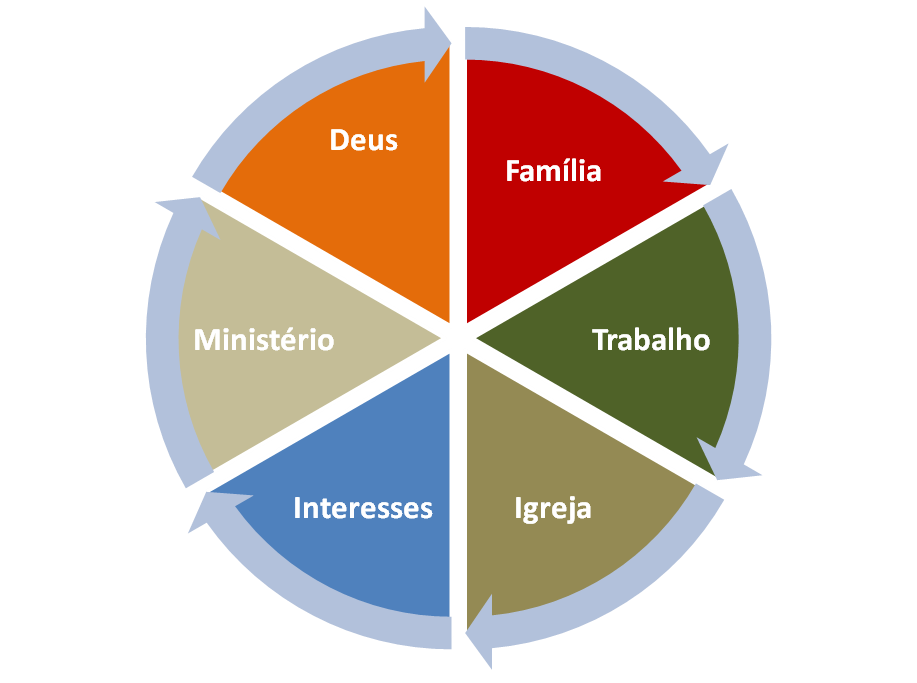 Deus
Família
Ministério
Trabalho
Interesses
Igreja